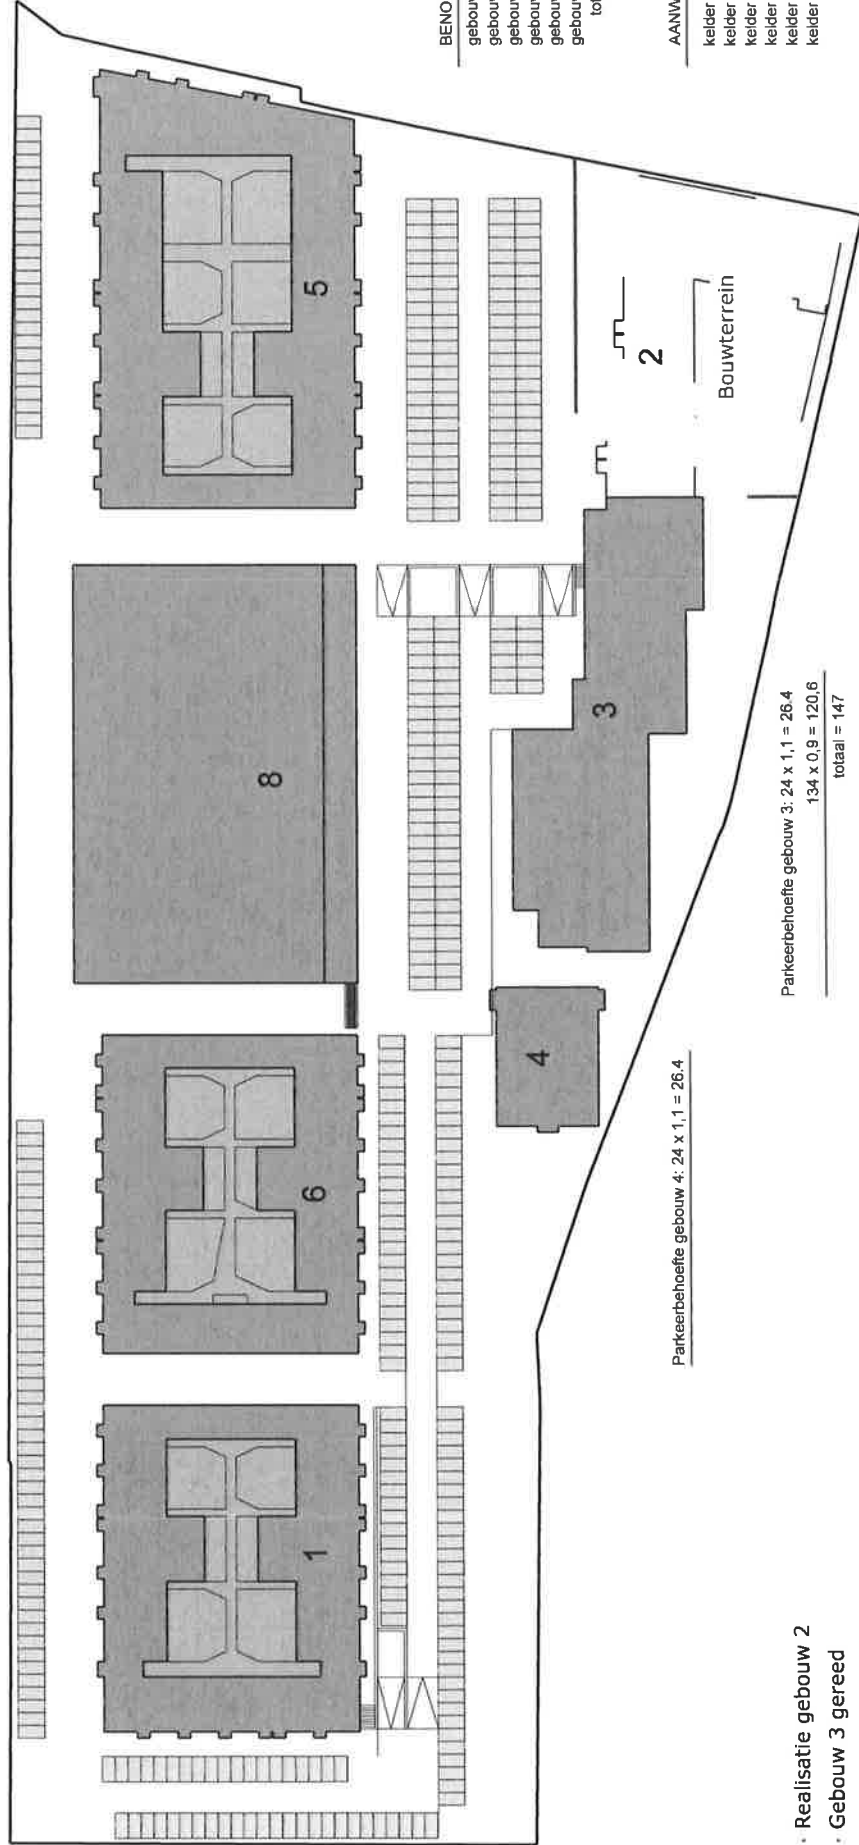 BENO
gebouw
gebouw
gebouw
gebouw
gebouw
gebouw
tot
AANW
kelder
kelder
kelder
kelder
kelder
kelder
5
8
6
1
2
Bouwterrein
3
4
Parkeerbehoefte gebouw 3: 24 x 1,1 = 26.4
134 x 0,9 = 120,6
totaal = 147
Parkeerbehoefte gebouw 4: 24 x 1,1 = 26.4
· Realisatie gebouw 2
· Gebouw 3 gereed